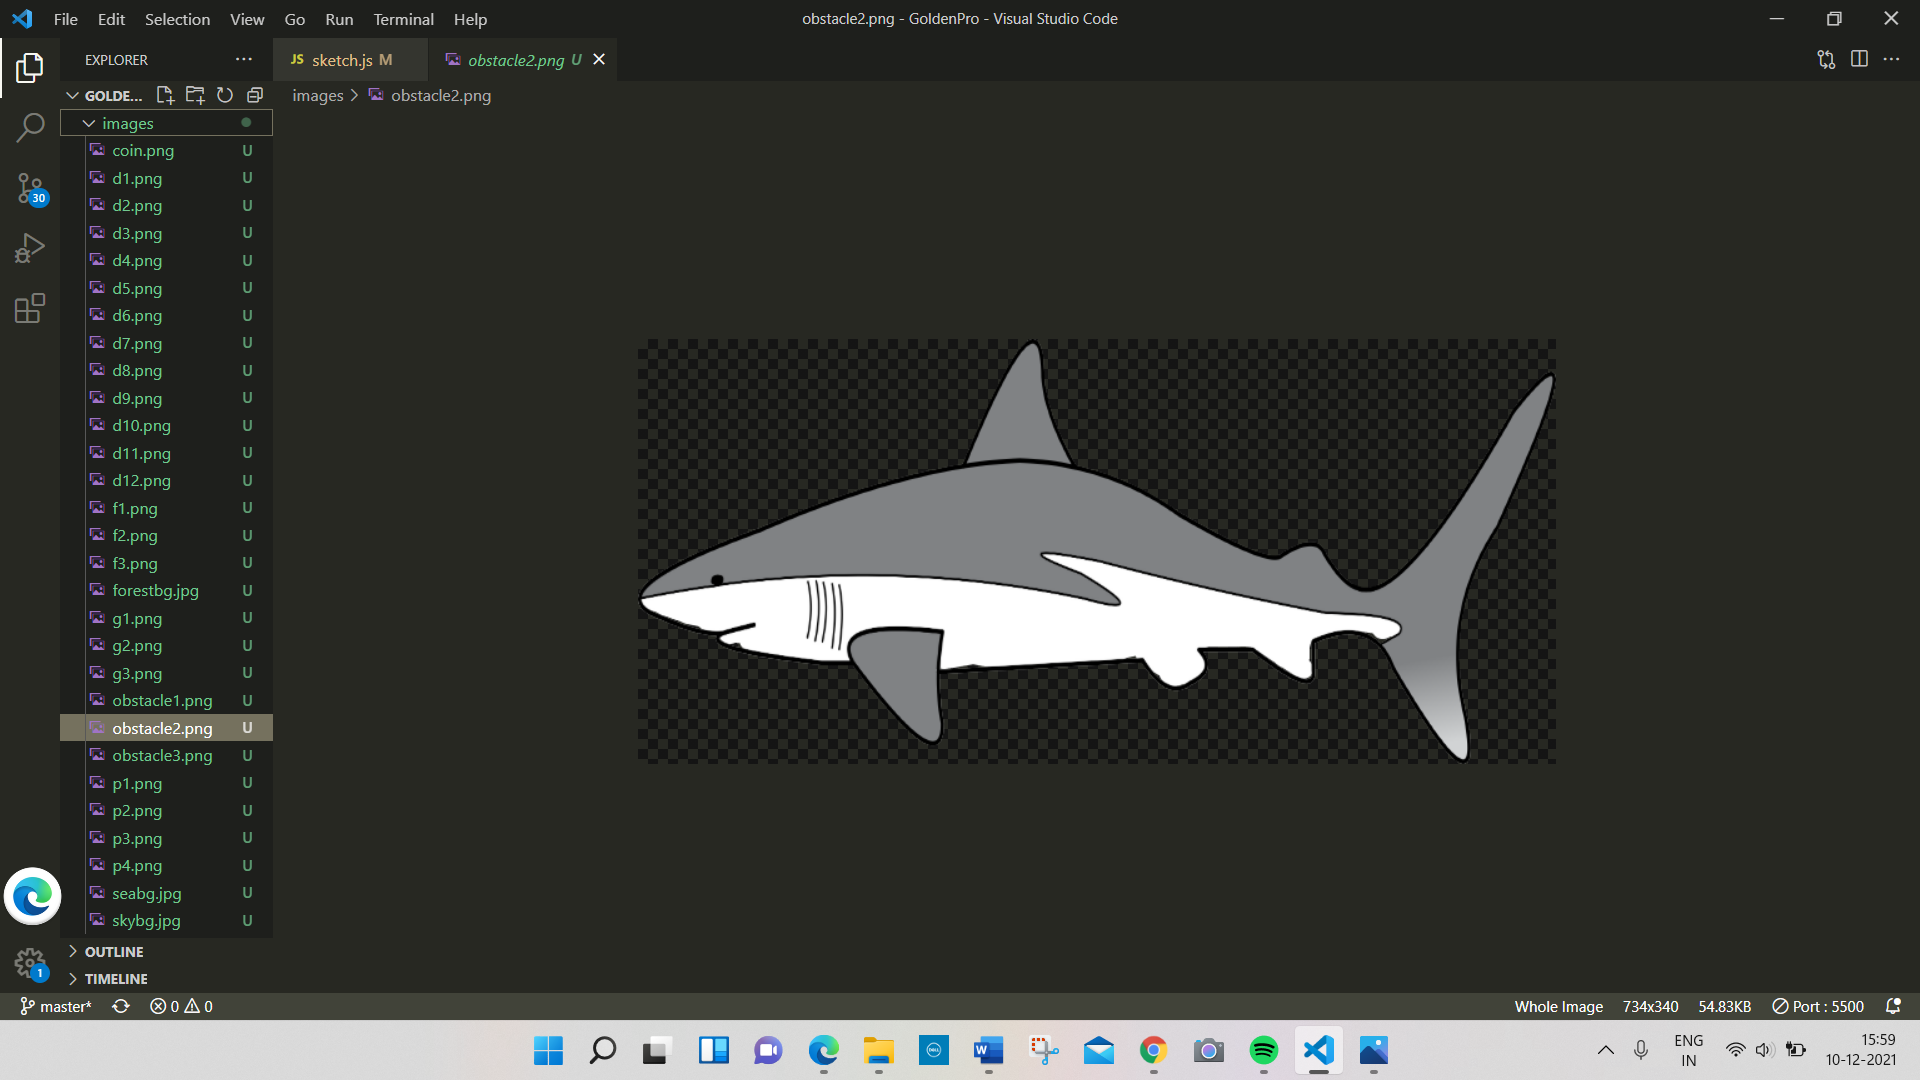 File Edit Selection View Go Run Terminal Help
obstacle2.png - GoldenPro - Visual Studio Code
EXPLORER
JS sketch.js M
obstacle2.png U
GOLDE...
images > obstacle2.png
images
coin.png U
d1.png U
d2.png U
d3.png U
d4.png U
d5.png U
d6.png U
d7.png U
d8.png U
d9.png U
d10.png U
d11.png U
d12.png U
f1.png U
f2.png U
f3.png U
forestbg.jpg U
g1.png U
g2.png U
g3.png U
obstacle1.png U
obstacle2.png U
obstacle3.png U
p1.png U
p2.png U
p3.png U
p4.png U
seabg.jpg U
skybg.jpg U
30
OUTLINE
1
TIMELINE
master* 0 0
Whole Image 734x340 54.83KB Port : 5500
DELL
W
ENG
IN
15:59
10-12-2021